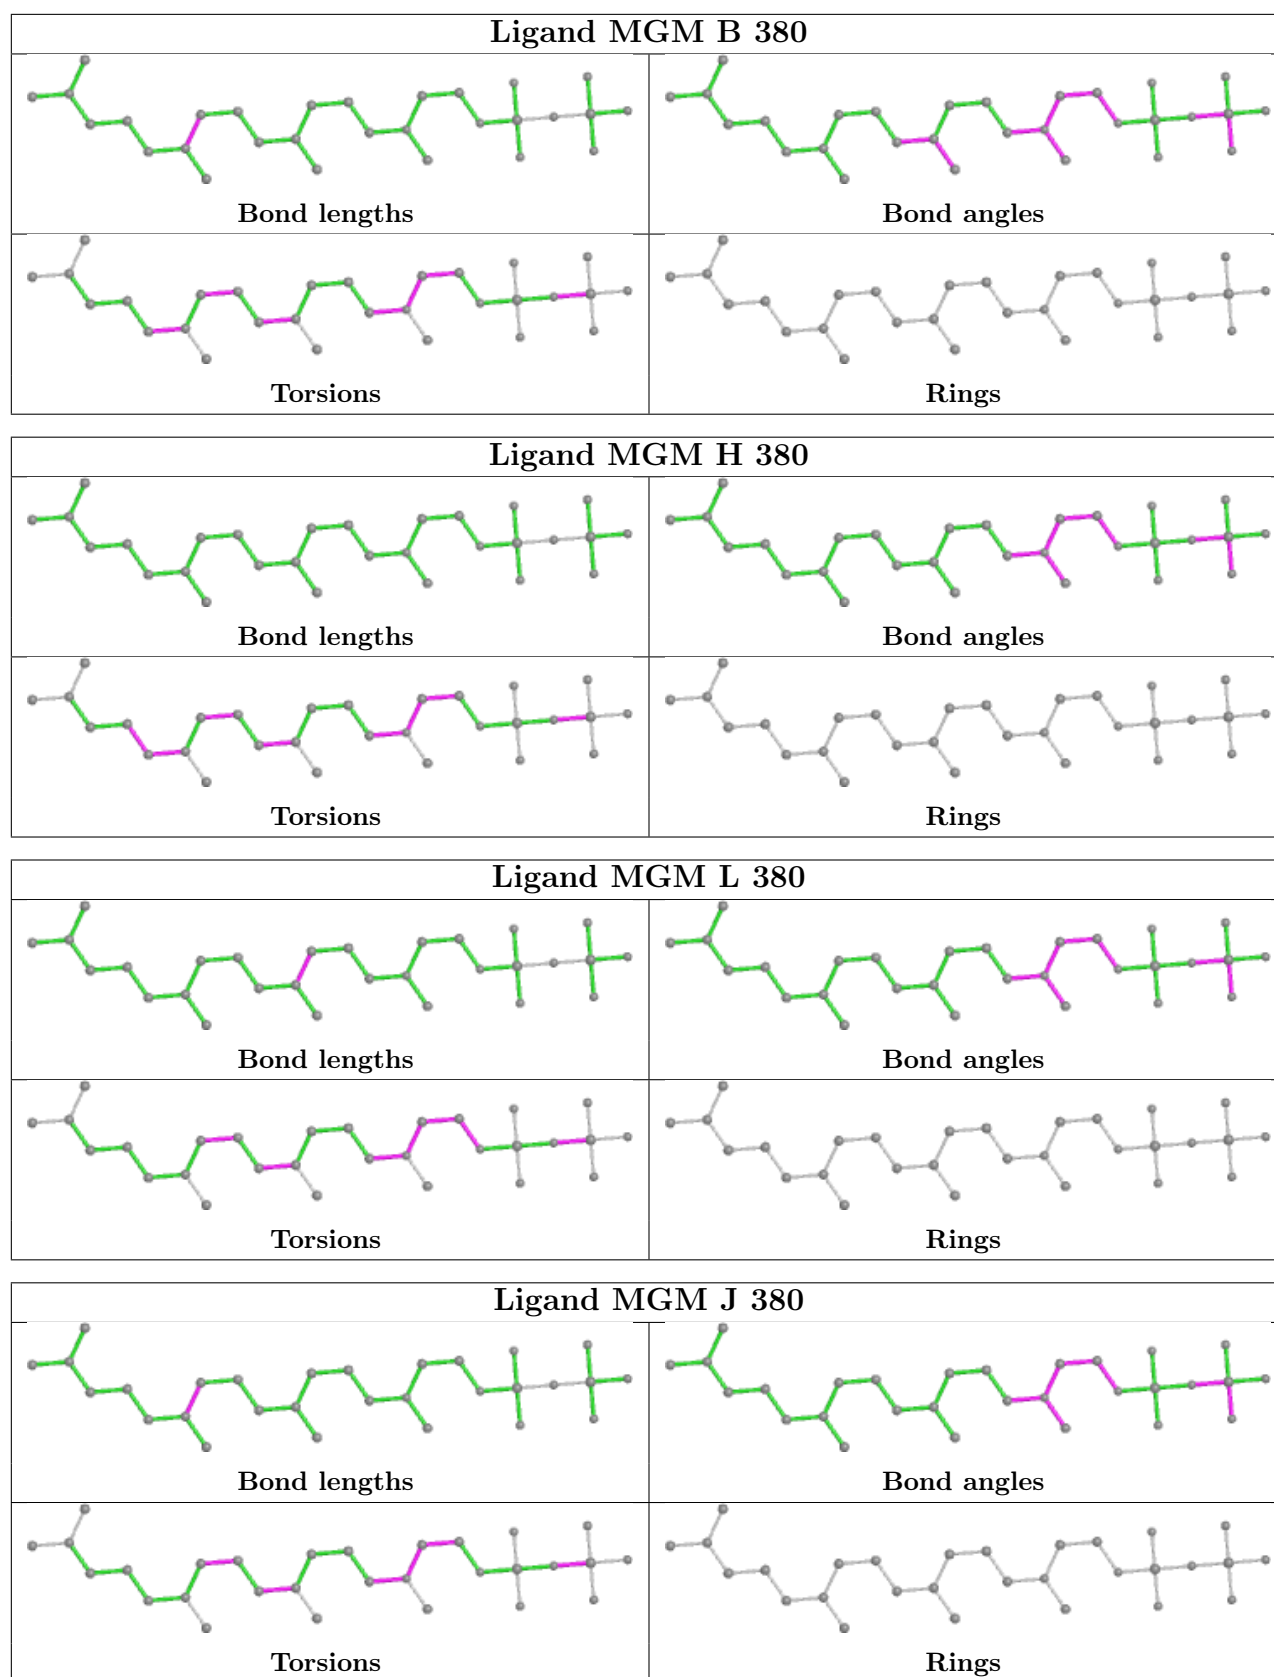 Ligand MGM B 380
Bond lengths
Bond angles
Torsions
Rings
Ligand MGM H 380
Bond lengths
Bond angles
Torsions
Rings
Ligand MGM L 380
Bond lengths
Bond angles
Torsions
Rings
Ligand MGM J 380
Bond lengths
Bond angles
Torsions
Rings